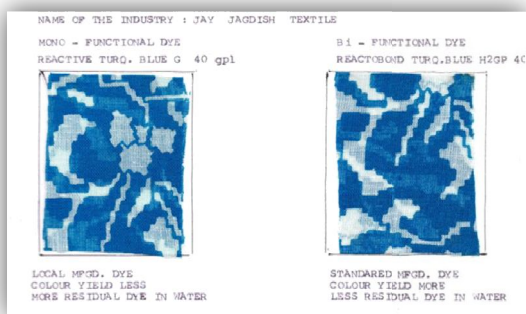 NAME OF THE INDUSTRY : JAY JAGDISH TEXTILE
MONO - FUNCTIONAL DYE
REACTIVE TURQ. BLUE G 40 gpl
LOCAL MFGD. DYE
COLOUR YIELD LESS
MORE RESIDUAL DYE IN WATER
Bi - FUNCTIONAL DYE
REACTOBOND TURQ.BLUE H2GP 40
STANDARED MFGD. DYE
COLOUR YIELD MORE
LESS RESIDUAL DYE IN WATER